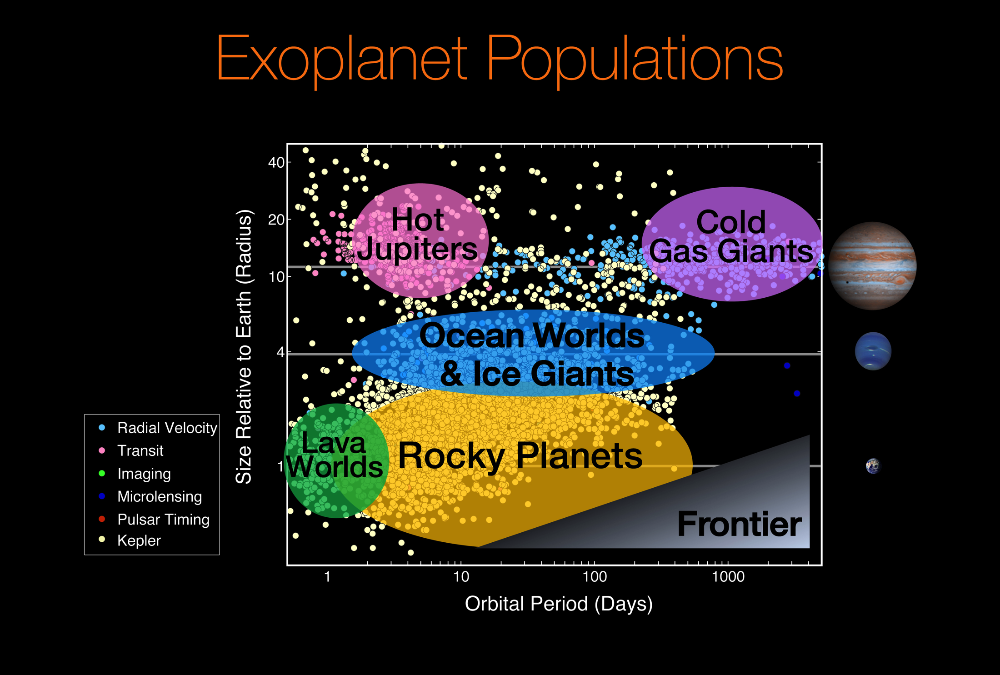 Exoplanet Populations
Size Relative to Earth (Radius)
40
20
10
4
1
Hot
Jupiters
Cold
Gas Giants
Ocean Worlds
& Ice Giants
Lava
Worlds
Rocky Planets
Frontier
Radial Velocity
Transit
Imaging
Microlensing
Pulsar Timing
Kepler
1 10 100 1000
Orbital Period (Days)